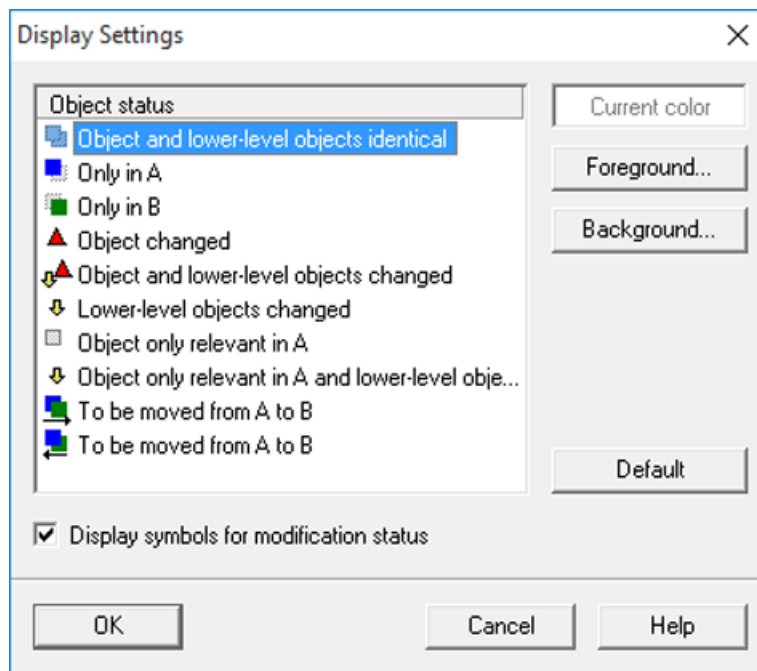 Display Settings
Object status
Current color
Object and lower-level objects identical
Only in A
Foreground...
Only in B
Background...
Object changed
Object and lower-level objects changed
Lower-level objects changed
Object only relevant in A
Object only relevant in A and lower-level obje...
To be moved from A to B
To be moved from A to B
Default
Display symbols for modification status
OK
Cancel
Help